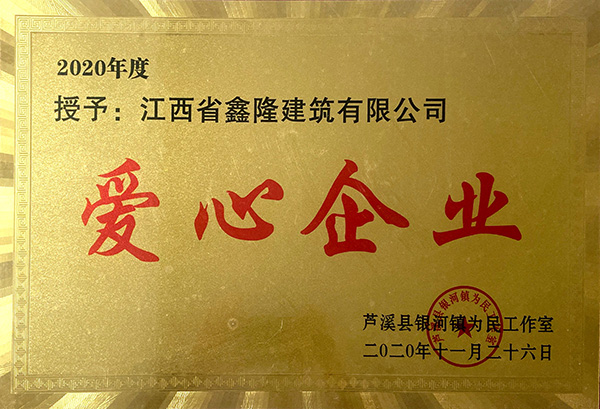 2020年度
授予：江西省鑫隆建筑有限公司
爱心企业
芦溪县银河镇为民工作室
二〇二〇年十一月二十六日